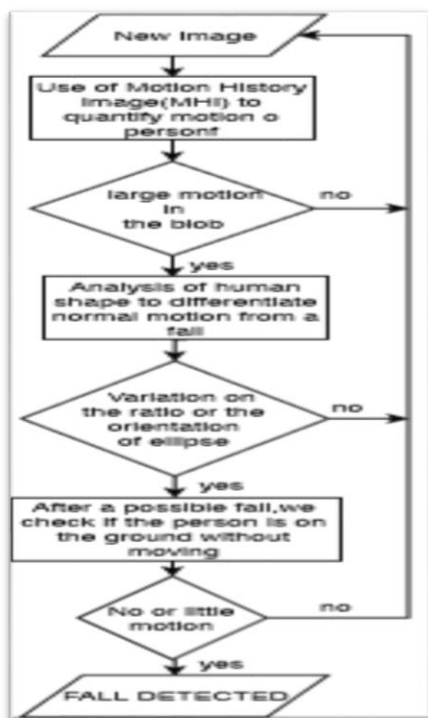 New Image
Use of Motion History
Image(MHI) to
quantify motion o
personf
large motion
in
the blob
no
yes
Analysis of human
shape to differentiate
normal motion from a
fall
Variation on
the ratio or the
orientation
of ellipse
no
yes
After a possible fall,we
check if the person is on
the ground without
moving
No or little
motion
no
yes
FALL DETECTED